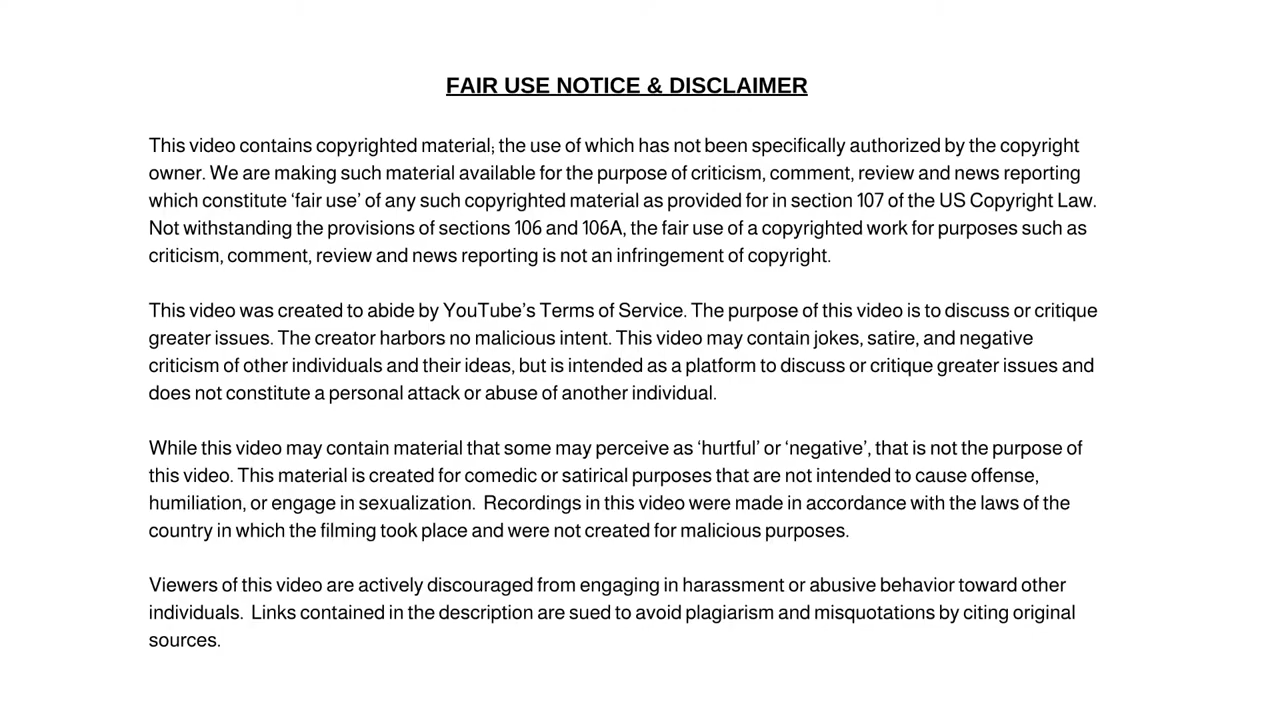 FAIR USE NOTICE & DISCLAIMER
This video contains copyrighted material; the use of which has not been specifically authorized by the copyright
owner. We are making such material available for the purpose of criticism, comment, review and news reporting
which constitute ‘fair use’ of any such copyrighted material as provided for in section 107 of the US Copyright Law.
Not withstanding the provisions of sections 106 and 106A, the fair use of a copyrighted work for purposes such as
criticism, comment, review and news reporting is not an infringement of copyright.
This video was created to abide by YouTube’s Terms of Service. The purpose of this video is to discuss or critique
greater issues. The creator harbors no malicious intent. This video may contain jokes, satire, and negative
criticism of other individuals and their ideas, but is intended as a platform to discuss or critique greater issues and
does not constitute a personal attack or abuse of another individual.
While this video may contain material that some may perceive as ‘hurtful’ or ‘negative’, that is not the purpose of
this video. This material is created for comedic or satirical purposes that are not intended to cause offense,
humiliation, or engage in sexualization.  Recordings in this video were made in accordance with the laws of the
country in which the filming took place and were not created for malicious purposes.
Viewers of this video are actively discouraged from engaging in harassment or abusive behavior toward other
individuals.  Links contained in the description are sued to avoid plagiarism and misquotations by citing original
sources.